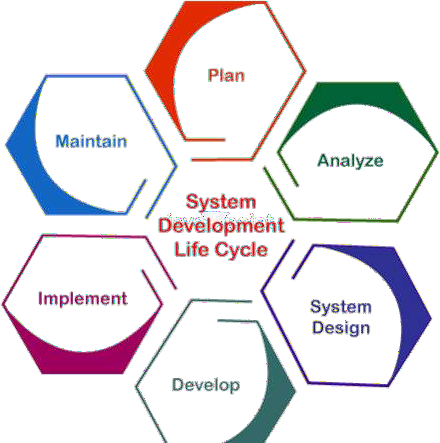 Plan
Analyze
System
Design
Develop
Implement
Maintain
System
Development
Life Cycle